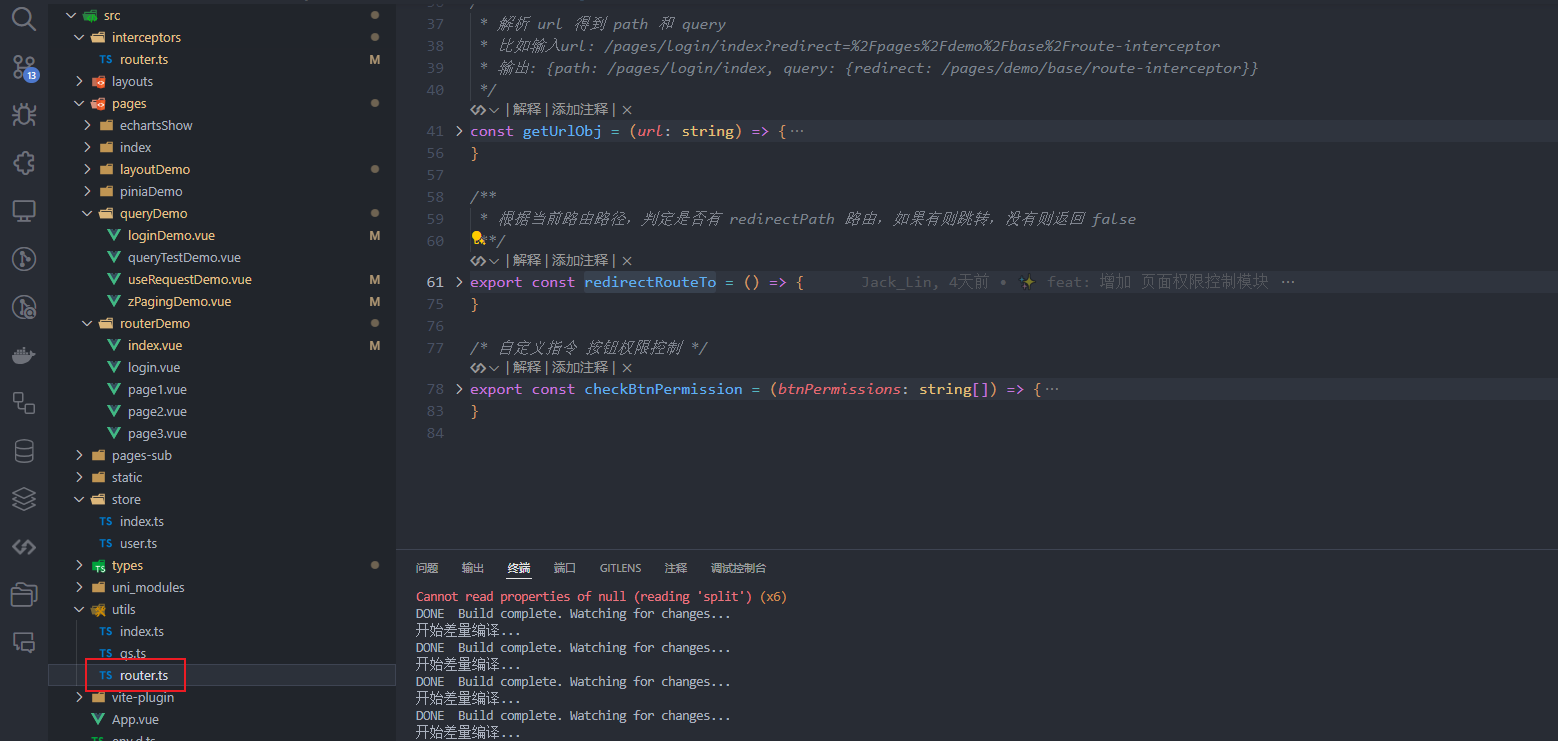 src
interceptors
TS router.ts M
layouts
pages
echartsShow
index
layoutDemo
piniaDemo
queryDemo
loginDemo.vue M
queryTestDemo.vue
useRequestDemo.vue M
zPagingDemo.vue M
routerDemo
index.vue M
login.vue
page1.vue
page2.vue
page3.vue
pages-sub
static
store
TS index.ts
TS user.ts
types
uni_modules
utils
TS index.ts
TS qs.ts
TS router.ts
vite-plugin
App.vue
env.d.ts
13
36 /
37 * 解析 url 得到 path 和 query
38 * 比如输入url: /pages/login/index?redirect=%2Fpages%2Fdemo%2Fbase%2Froute-interceptor
39 * 输出: {path: /pages/login/index, query: {redirect: /pages/demo/base/route-interceptor}}
40 */
| 解释 | 添加注释 | ×
41 const getUrlObj = (url: string) => { ···
56 }
57
58 /**
59 * 根据当前路由路径，判定是否有 redirectPath 路由，如果有则跳转，没有则返回 false
60 **/
| 解释 | 添加注释 | ×
61 export const redirectRouteTo = () => { Jack_Lin, 4天前 • ✨ feat: 增加 页面权限控制模块 ···
75 }
76
77 /* 自定义指令 按钮权限控制 */
| 解释 | 添加注释 | ×
78 export const checkBtnPermission = (btnPermissions: string[]) => { ···
83 }
84
问题 输出 终端 端口 GITLENS 注释 调试控制台
Cannot read properties of null (reading 'split') (x6)
DONE Build complete. Watching for changes...
开始差量编译...
DONE Build complete. Watching for changes...
开始差量编译...
DONE Build complete. Watching for changes...
开始差量编译...
DONE Build complete. Watching for changes...
开始差量编译...